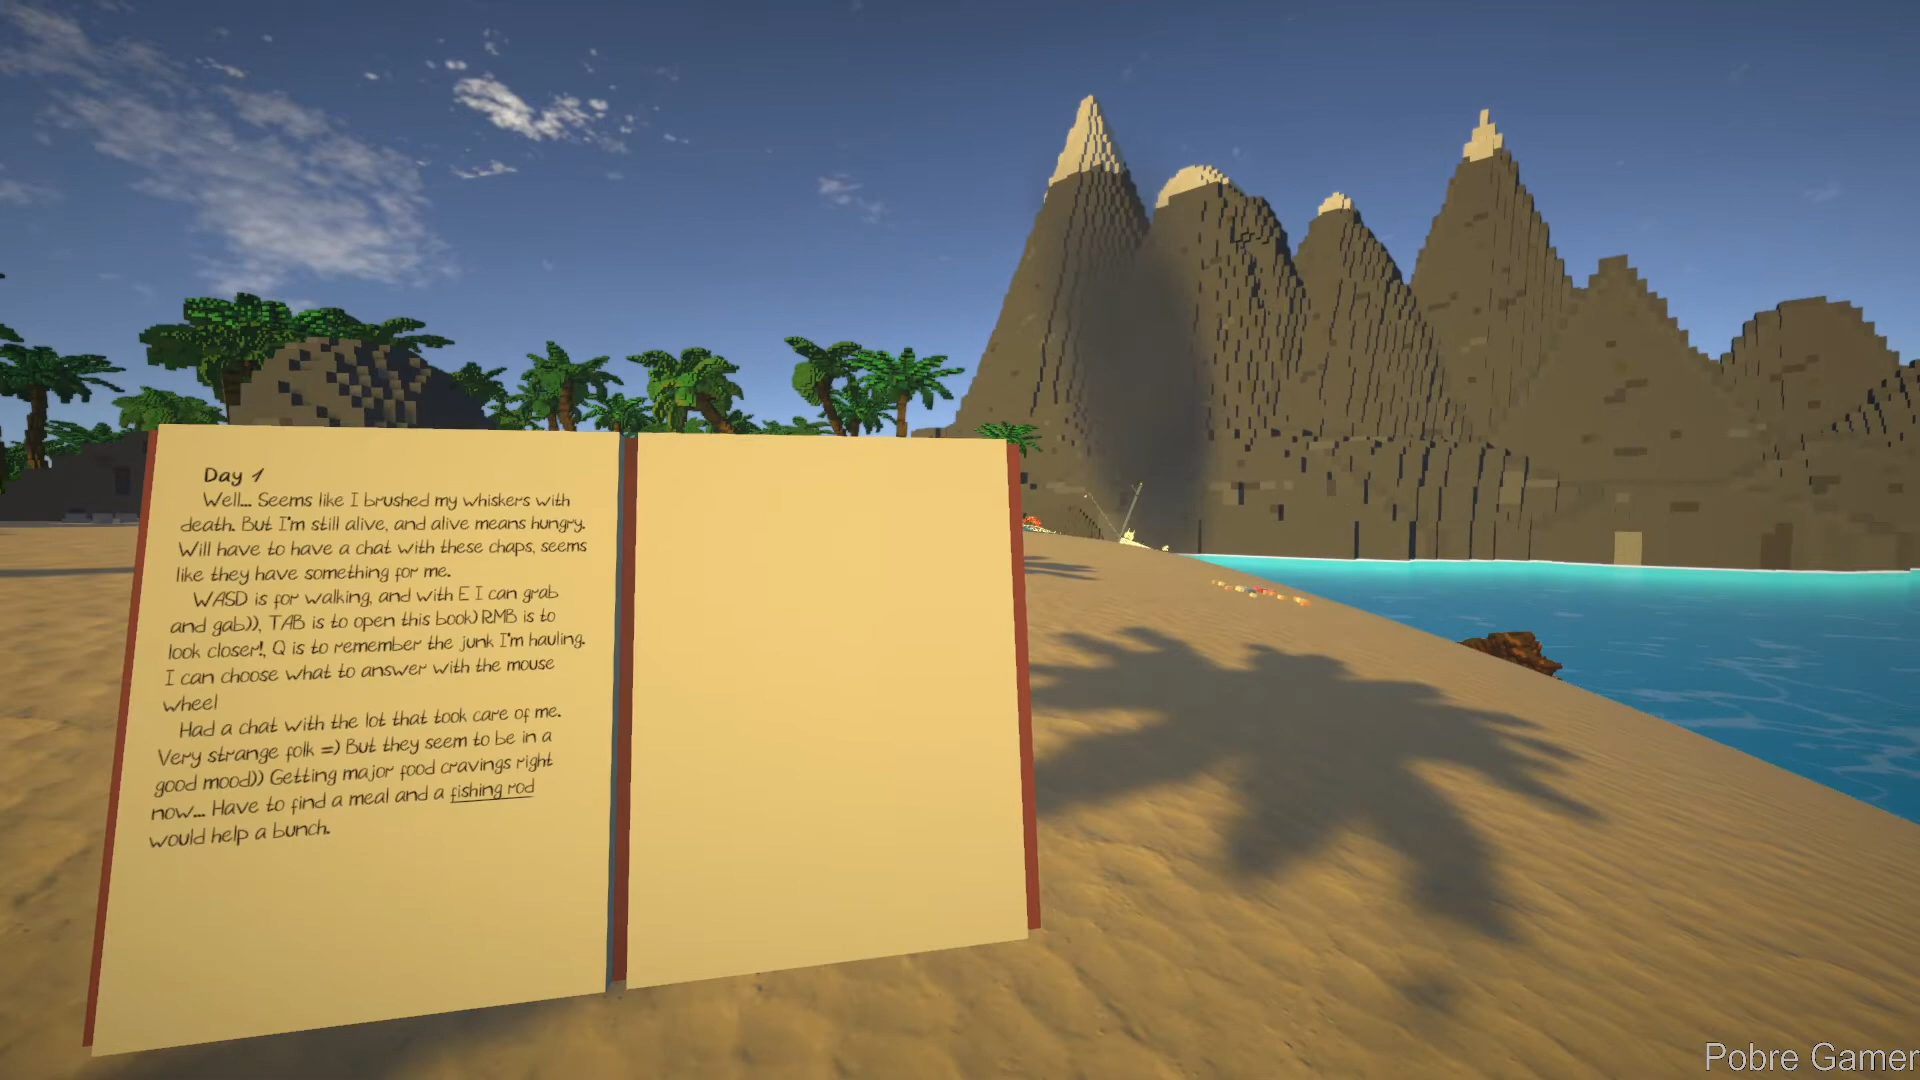 Day 1
Well... Seems like I brushed my whiskers with
death. But I'm still alive, and alive means hungry.
Will have to have a chat with these chaps, seems
like they have something for me.
WASD is for walking, and with E I can grab
and gab)), TAB is to open this book) RMB is to
look closer!, Q is to remember the junk I'm hauling.
I can choose what to answer with the mouse
wheel
Had a chat with the lot that took care of me.
Very strange folk =) But they seem to be in a
good mood)) Getting major food cravings right
now... Have to find a meal and a fishing rod
would help a bunch.
Pobre Gamer